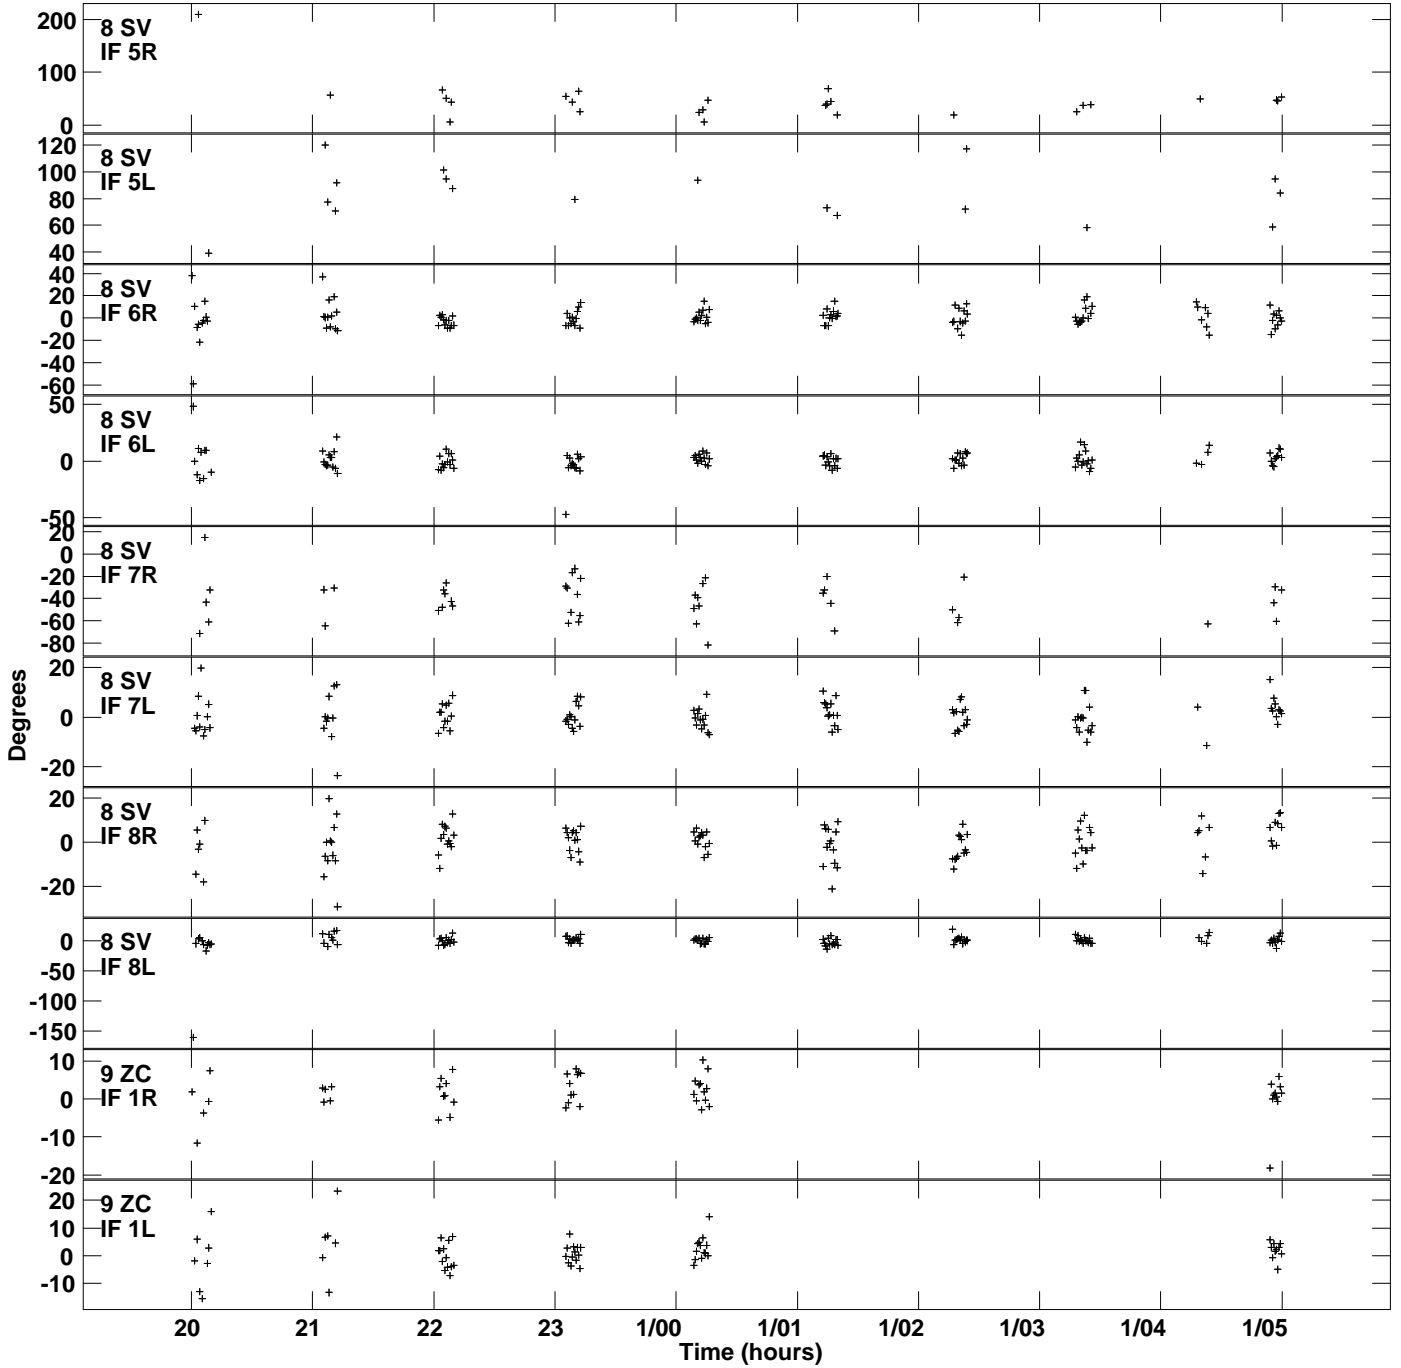 8 SV
IF 5R
200
100
0
8 SV
IF 5L
120
100
80
60
40
8 SV
IF 6R
40
20
0
-20
-40
-60
8 SV
IF 6L
50
0
-50
8 SV
IF 7R
20
0
-20
-40
-60
-80
8 SV
IF 7L
20
0
-20
8 SV
IF 8R
20
0
-20
8 SV
IF 8L
0
-50
-100
-150
9 ZC
IF 1R
10
0
-10
-20
9 ZC
IF 1L
20
10
0
-10
Degrees
20 21 22 23 1/00 1/01 1/02 1/03 1/04 1/05
Time (hours)